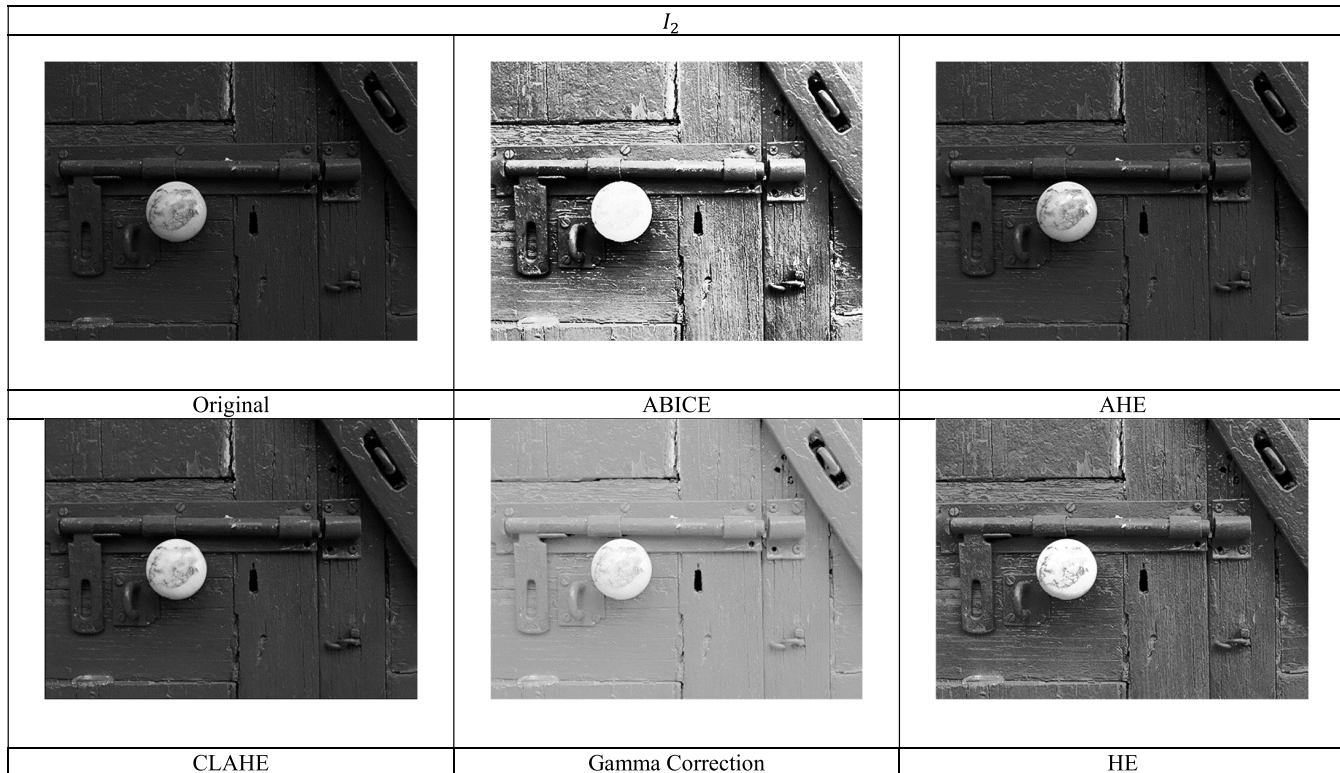 I₂
Original
ABICE
AHE
CLAHE
Gamma Correction
HE